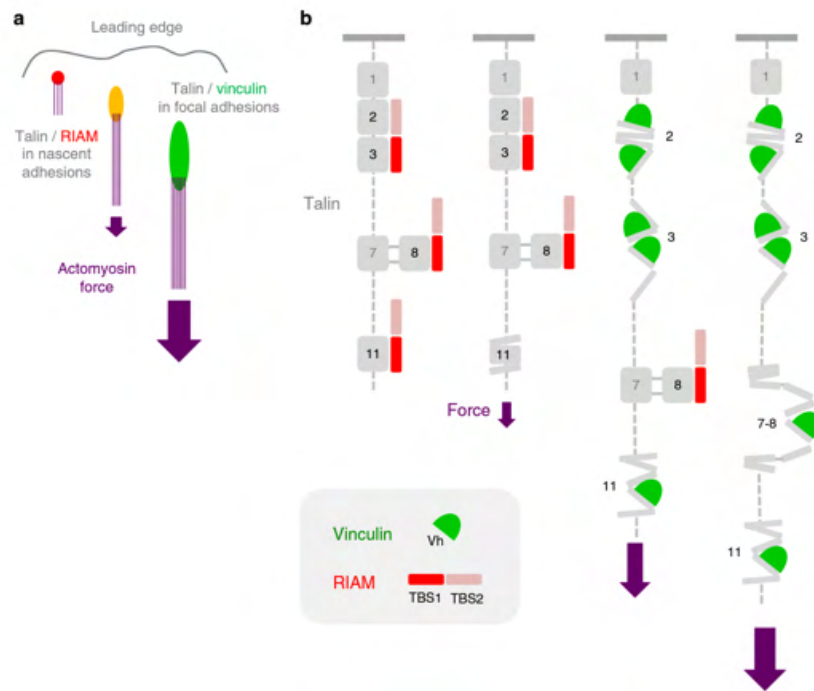 a
Leading edge
Talin / RIAM
in nascent
adhesions
Talin / vinculin
in focal adhesions
Actomyosin
force
b
Talin
1
2
3
7
8
11
1
2
3
7
8
11
Force
1
2
3
7
8
11
1
2
3
7-8
11
Vinculin
Vh
RIAM
TBS1
TBS2